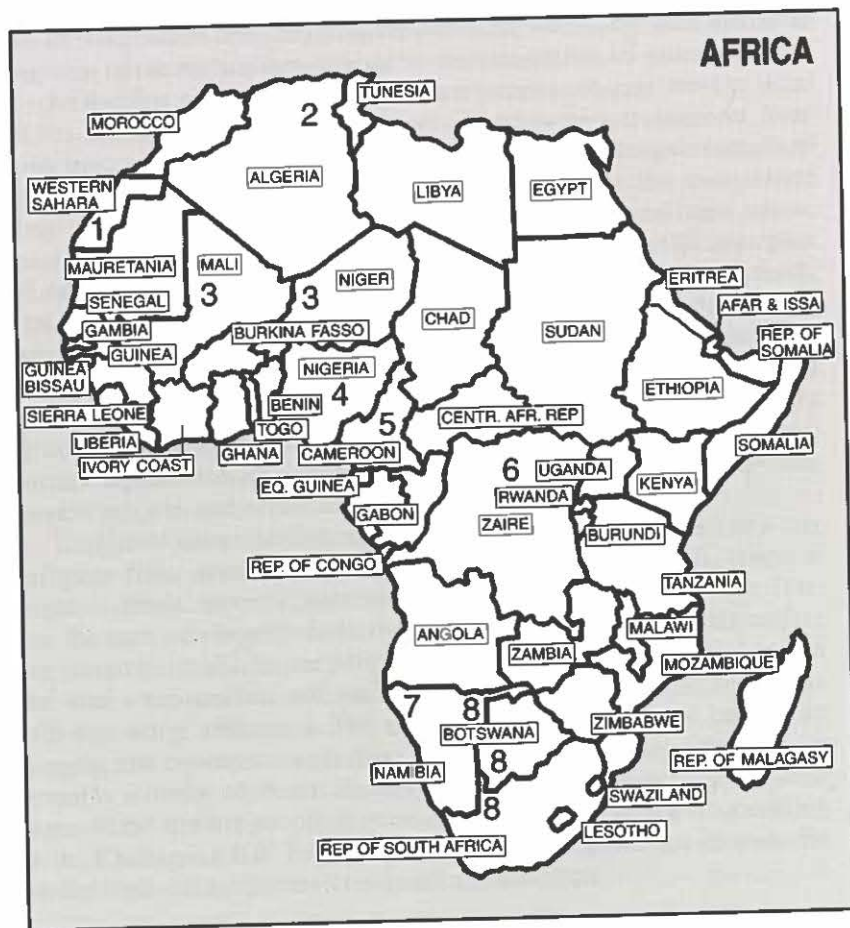 AFRICA
TUNESIA
MOROCCO
2
ALGERIA
LIBYA
EGYPT
WESTERN
SAHARA
1
MAURETANIA
MALI
NIGER
3
3
ERITREA
SENEGAL
AFAR & ISSA
GAMBIA
BURKINA FASSO
CHAD
SUDAN
REP. OF
SOMALIA
GUINEA
GUINEA
BISSAU
NIGERIA
ETHIOPIA
BENIN
4
SIERRA LEONE
CENTR. AFR. REP
TOGO
5
LIBERIA
GHANA
CAMEROON
SOMALIA
IVORY COAST
6
UGANDA
EQ. GUINEA
KENYA
RWANDA
GABON
ZAIRE
BURUNDI
REP. OF CONGO
TANZANIA
ANGOLA
MALAWI
ZAMBIA
MOZAMBIQUE
7
8
ZIMBABWE
BOTSWANA
REP. OF MALAGASY
NAMIBIA
8
SWAZILAND
8
LESOTHO
REP OF SOUTH AFRICA